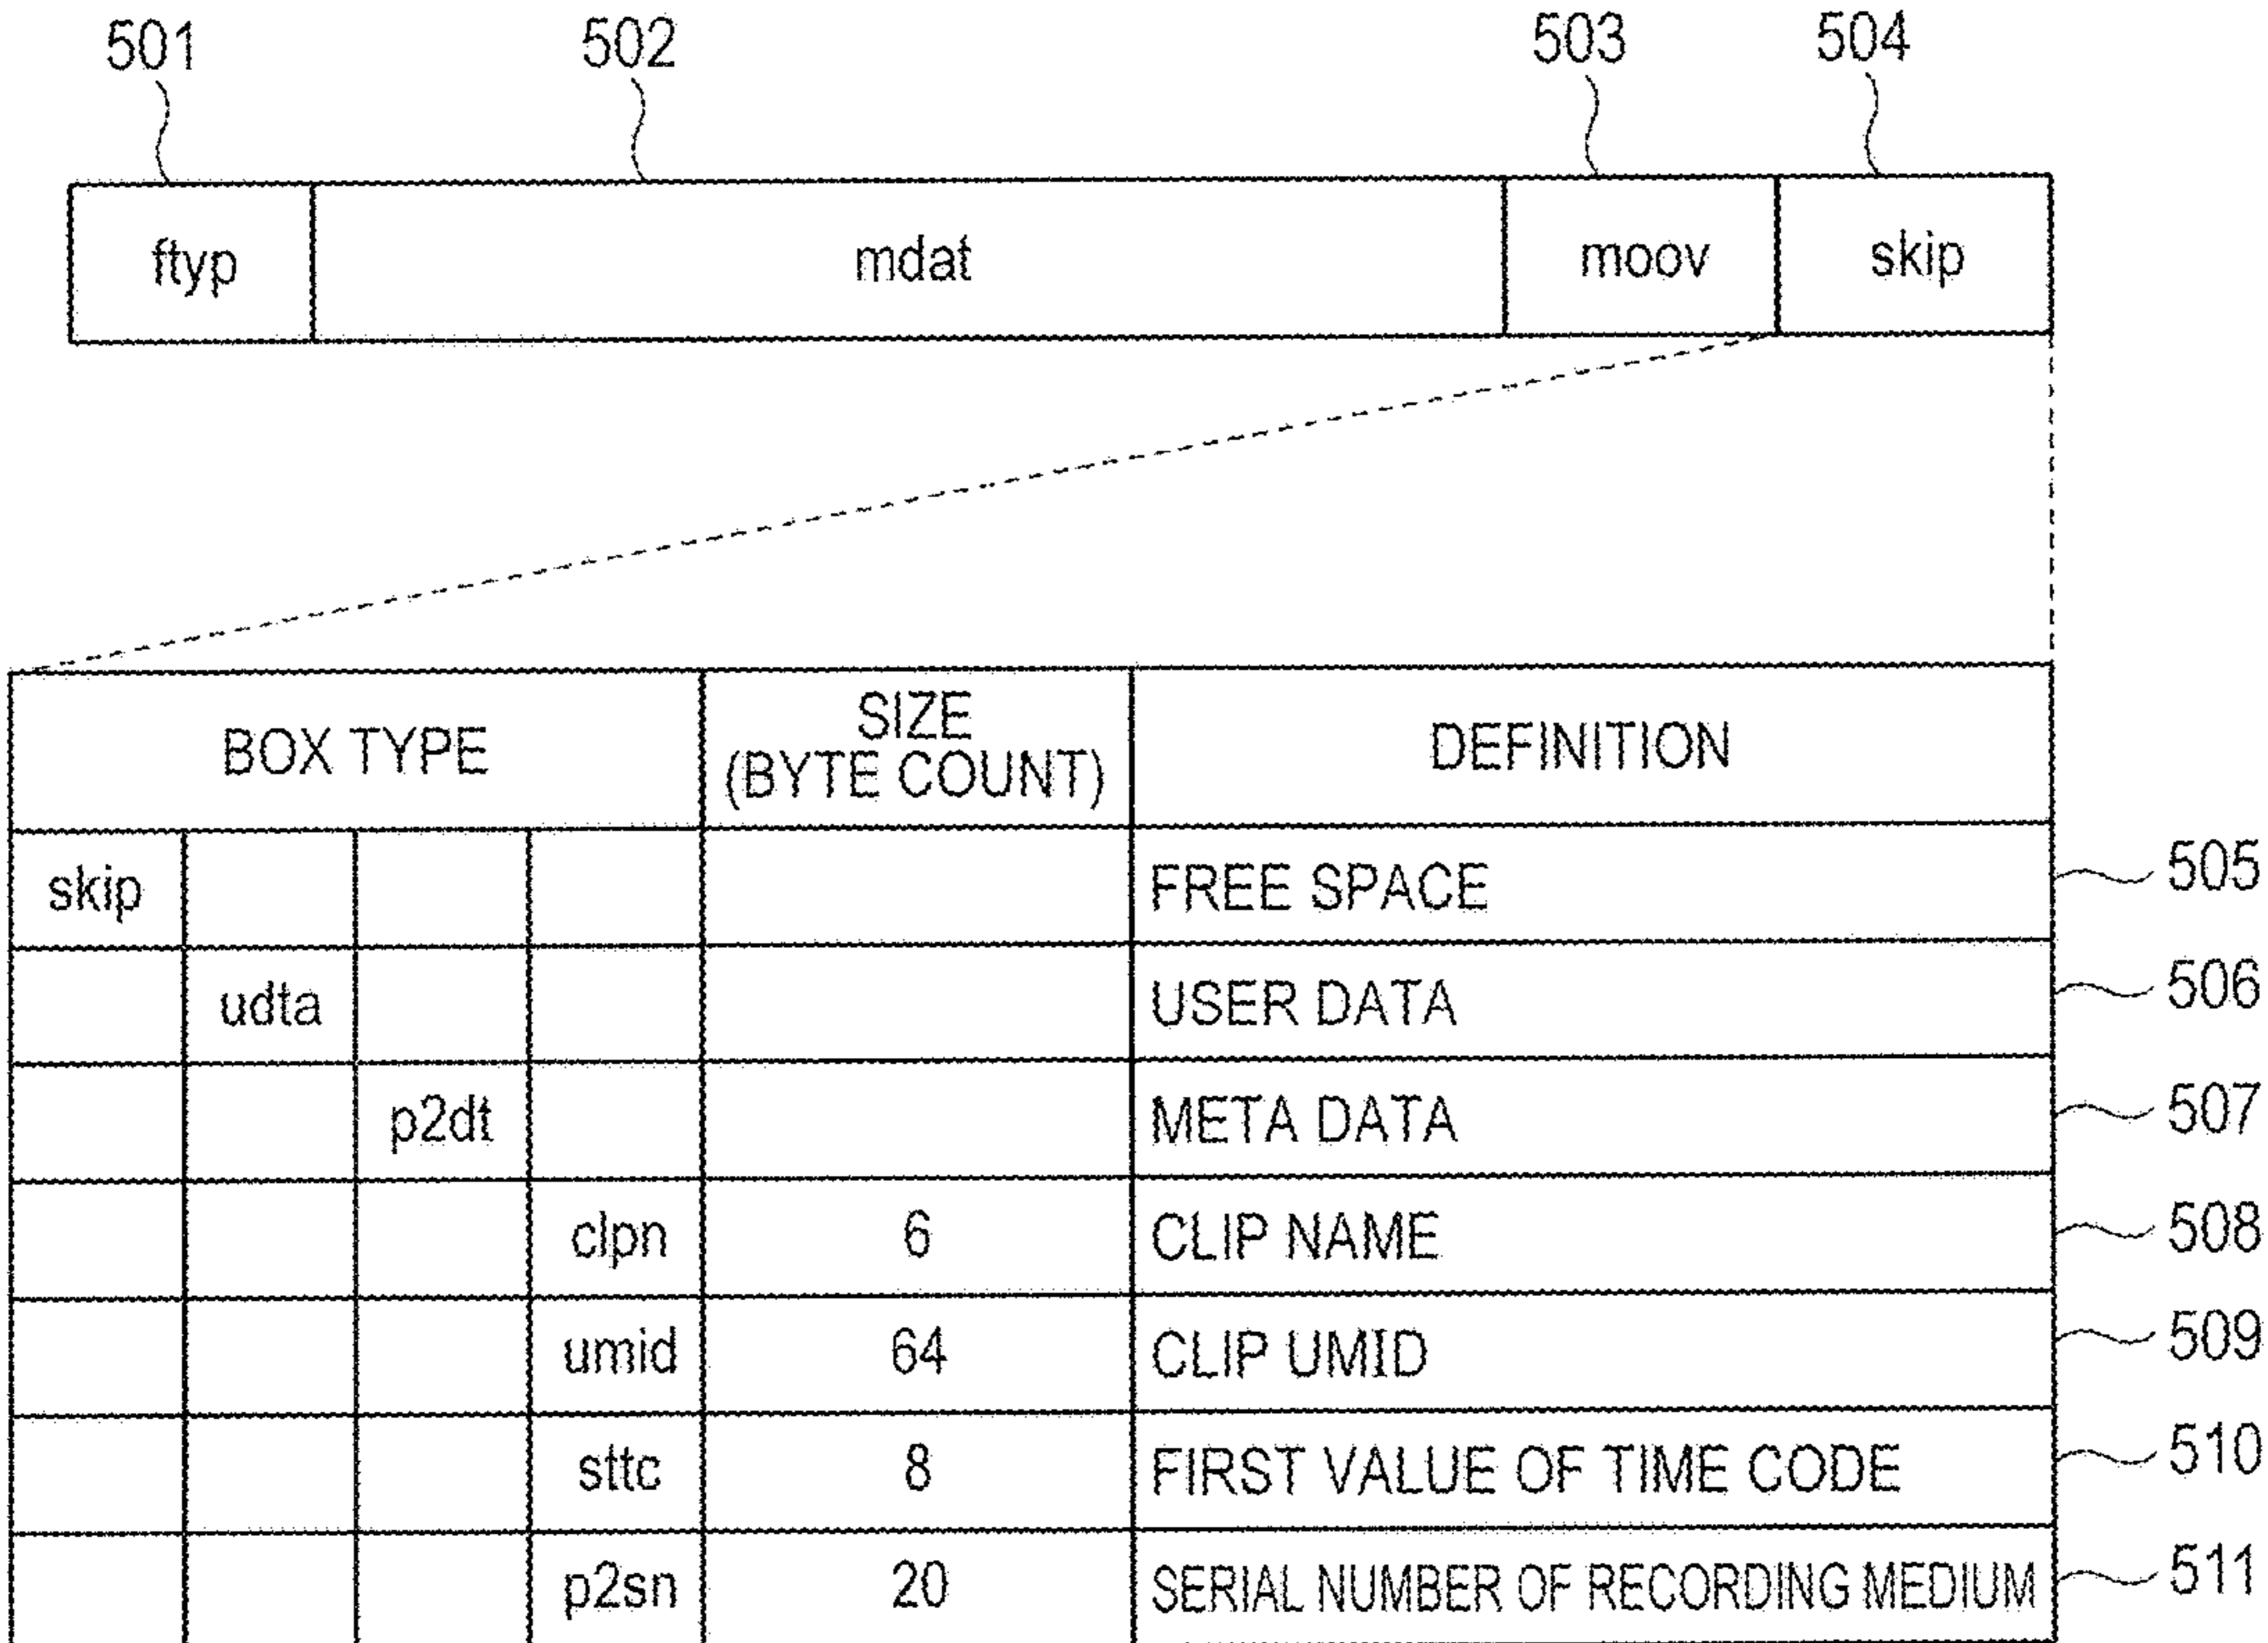 501 502 503 504
ftyp mdat moov skip
BOX TYPE SIZE (BYTE COUNT) DEFINITION
skip FREE SPACE 505
udta USER DATA 506
p2dt META DATA 507
clpn 6 CLIP NAME 508
umid 64 CLIP UMID 509
sttc 8 FIRST VALUE OF TIME CODE 510
p2sn 20 SERIAL NUMBER OF RECORDING MEDIUM 511